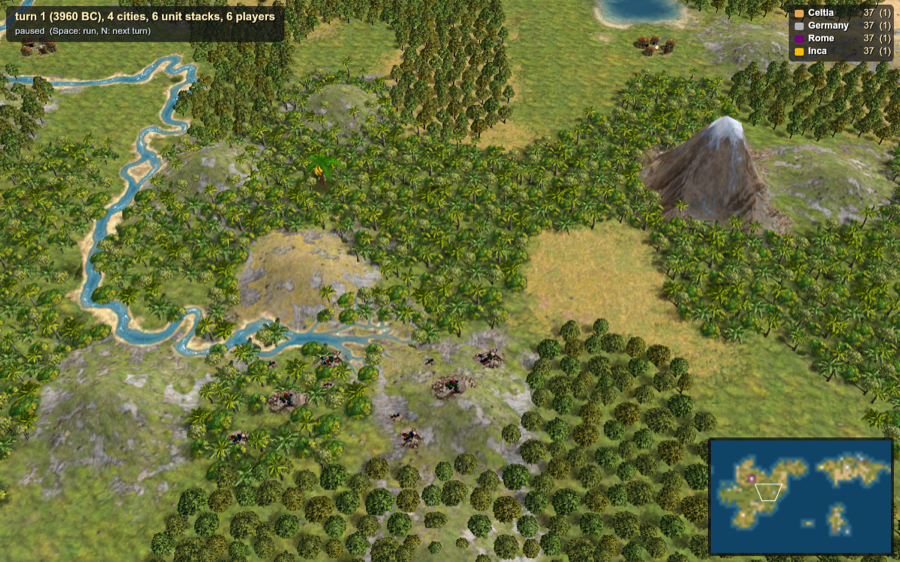 turn 1 (3960 BC), 4 cities, 6 unit stacks, 6 players
paused (Space: run, N: next turn)
Celtia 37 (1)
Germany 37 (1)
Rome 37 (1)
Inca 37 (1)